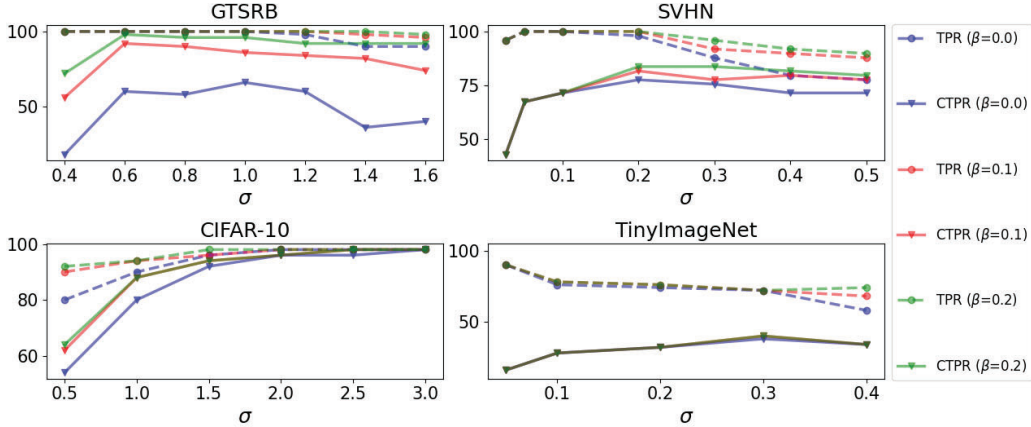 GTSRB
100
50
0.4 0.6 0.8 1.0 1.2 1.4 1.6
σ
SVHN
100
75
50
0.1 0.2 0.3 0.4 0.5
σ
CIFAR-10
100
80
60
0.5 1.0 1.5 2.0 2.5 3.0
σ
TinyImageNet
100
50
0.1 0.2 0.3 0.4
σ
TPR (β=0.0)
CTPR (β=0.0)
TPR (β=0.1)
CTPR (β=0.1)
TPR (β=0.2)
CTPR (β=0.2)